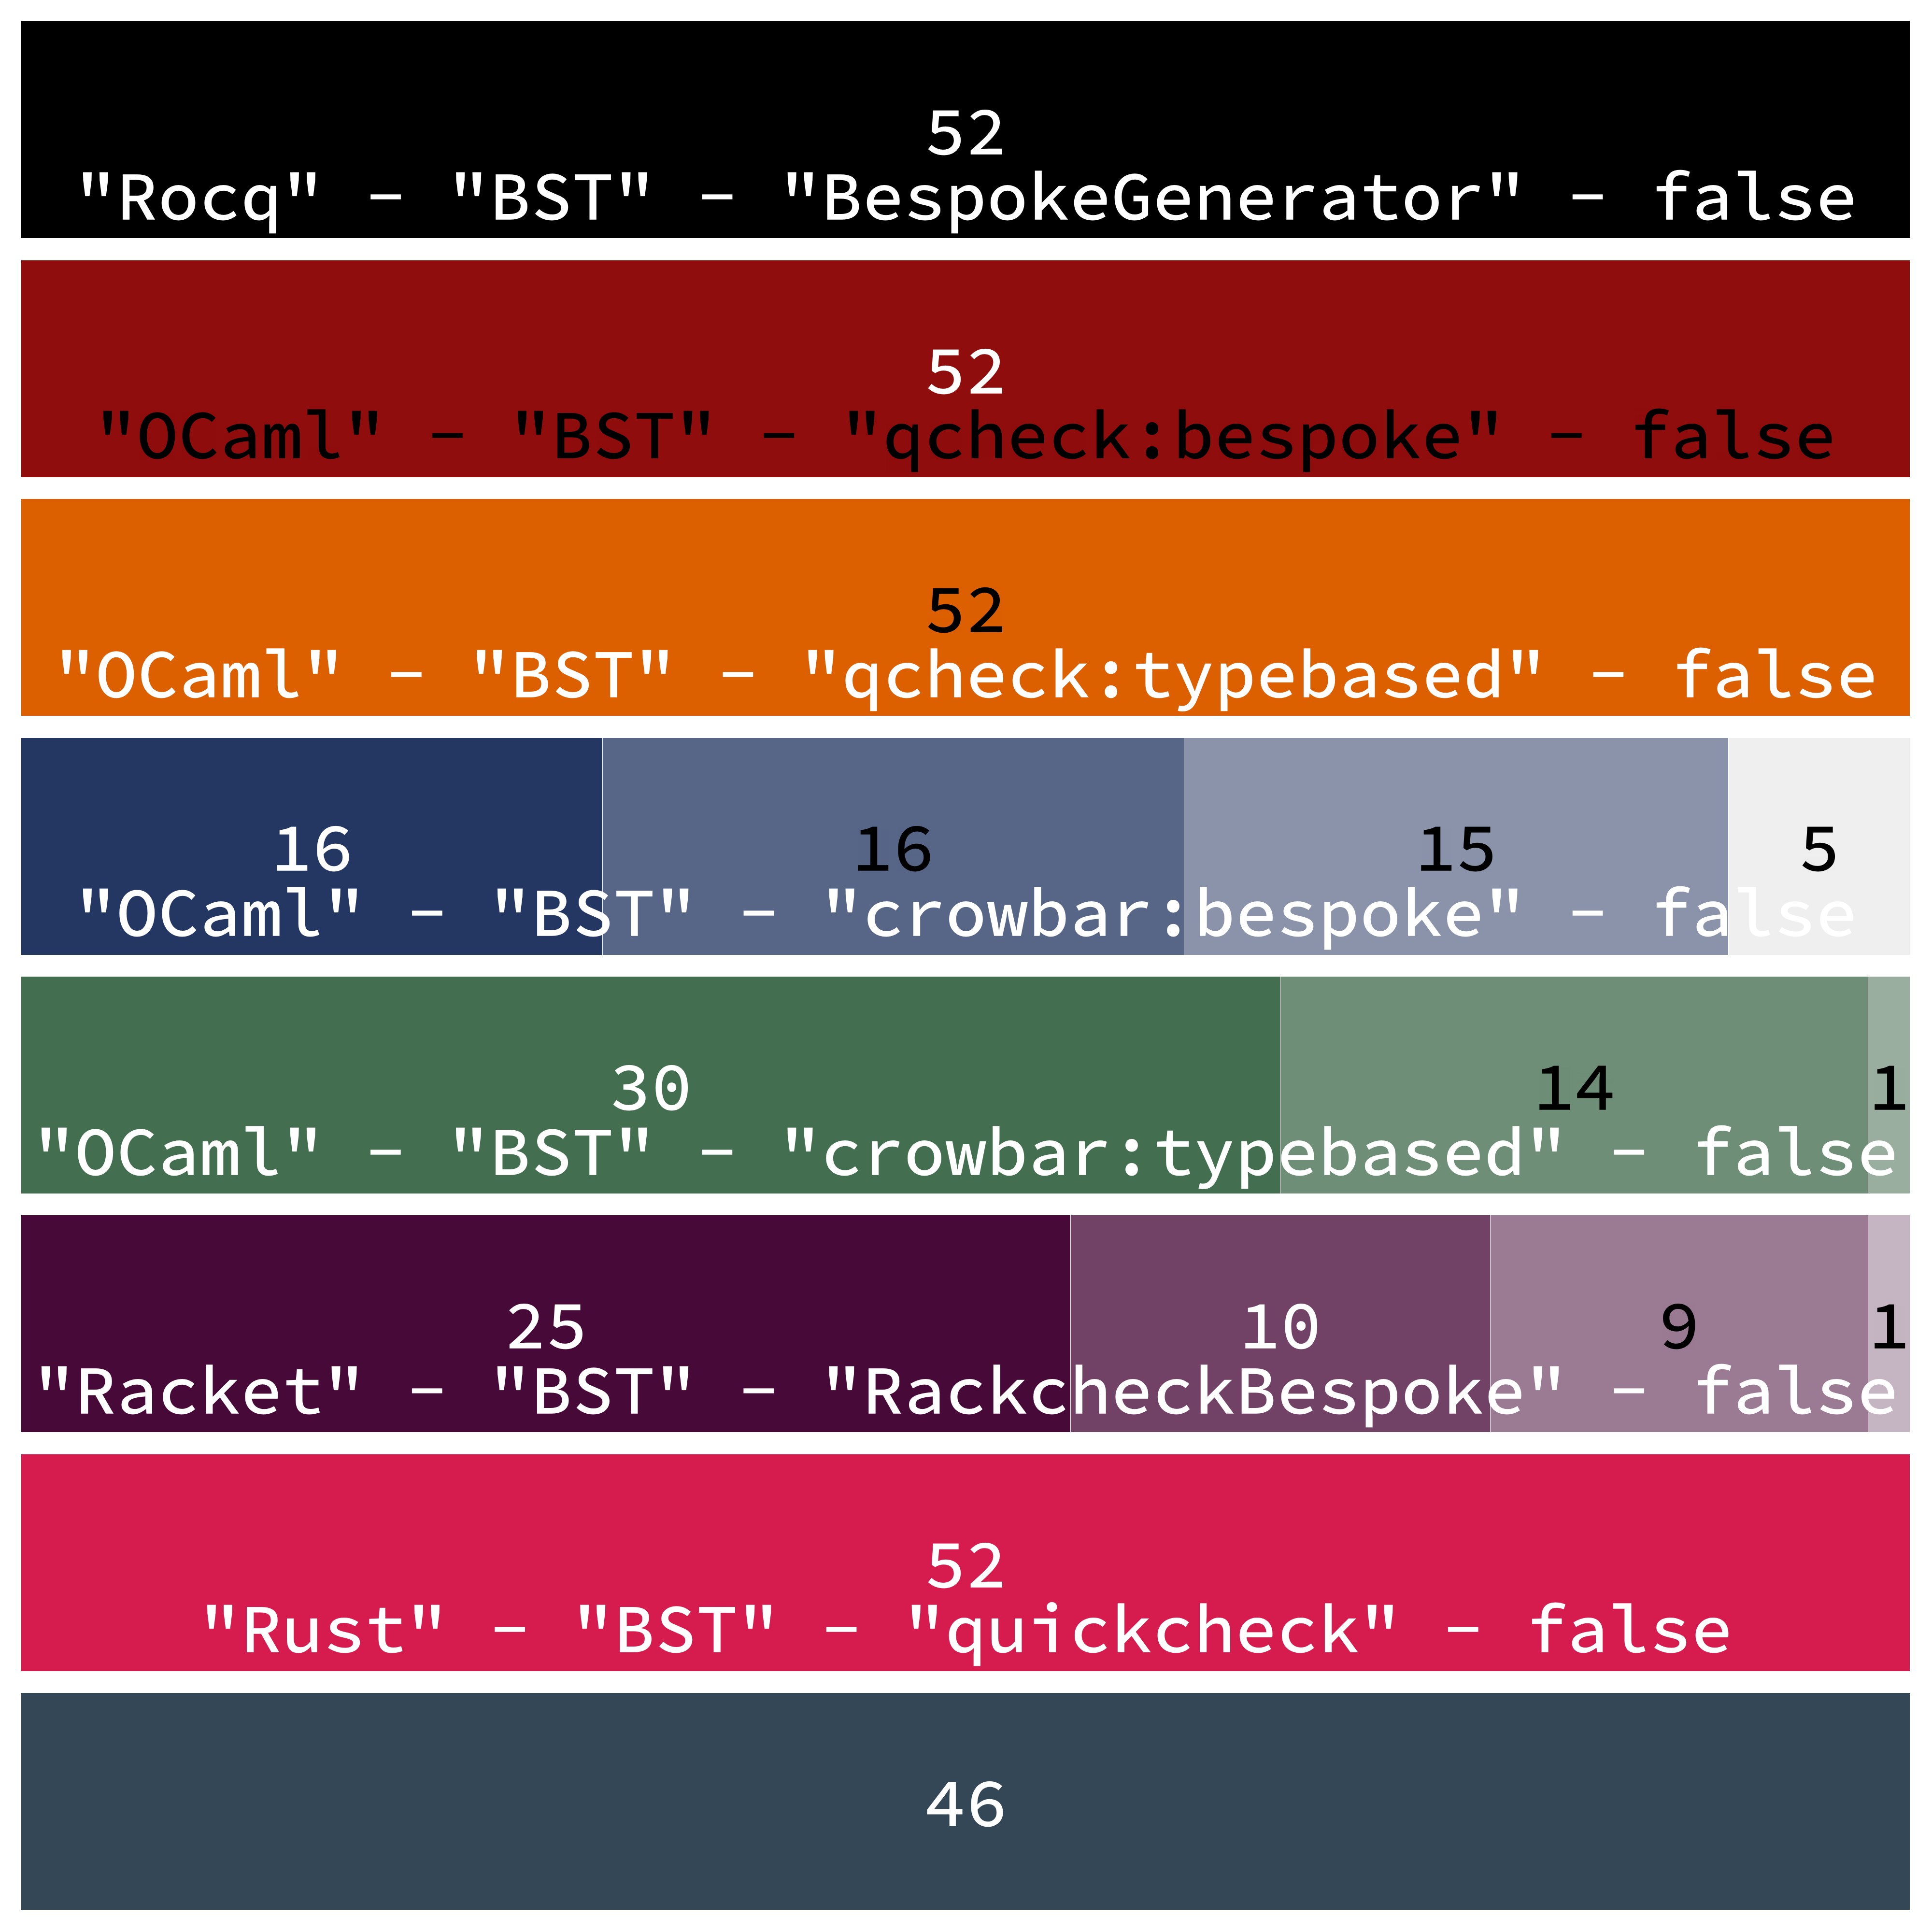 52
"Rocq" - "BST" - "BespokeGenerator" - false
52
"OCaml" - "BST" - "qcheck:bespoke" - false
52
"OCaml" - "BST" - "qcheck:typebased" - false
16 16 15 5
"OCaml" - "BST" - "crowbar:bespoke" - false
30 14 1
"OCaml" - "BST" - "crowbar:typebased" - false
25 10 9 1
"Racket" - "BST" - "RackcheckBespoke" - false
52
"Rust" - "BST" - "quickcheck" - false
46